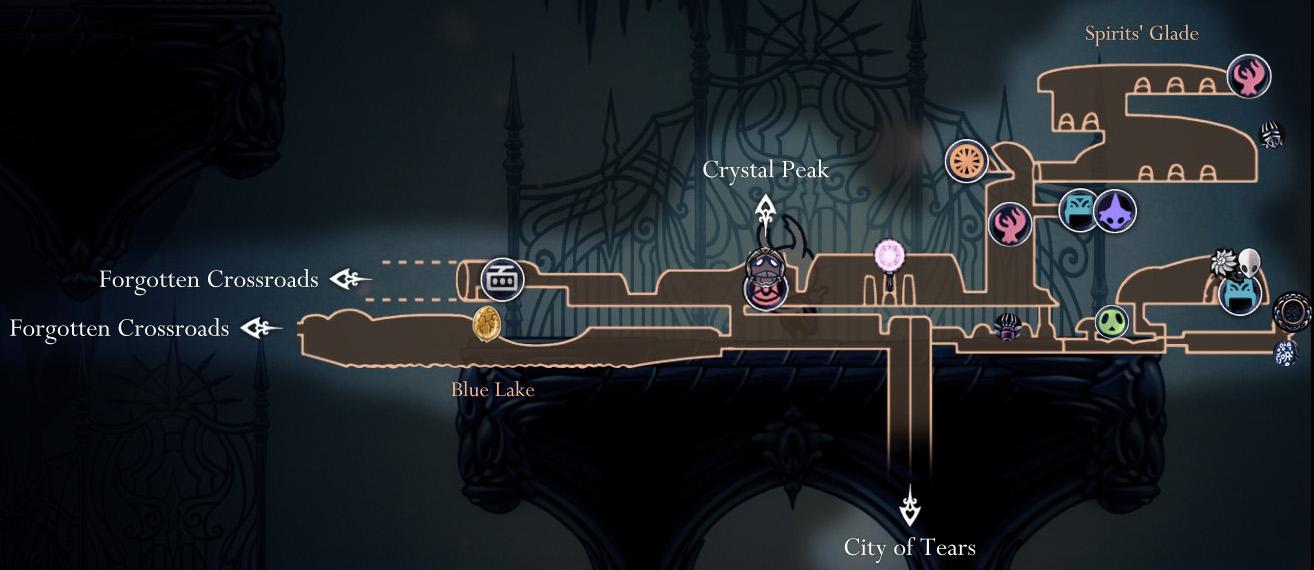 Spirits' Glade
Crystal Peak
Forgotten Crossroads
Forgotten Crossroads
Blue Lake
City of Tears